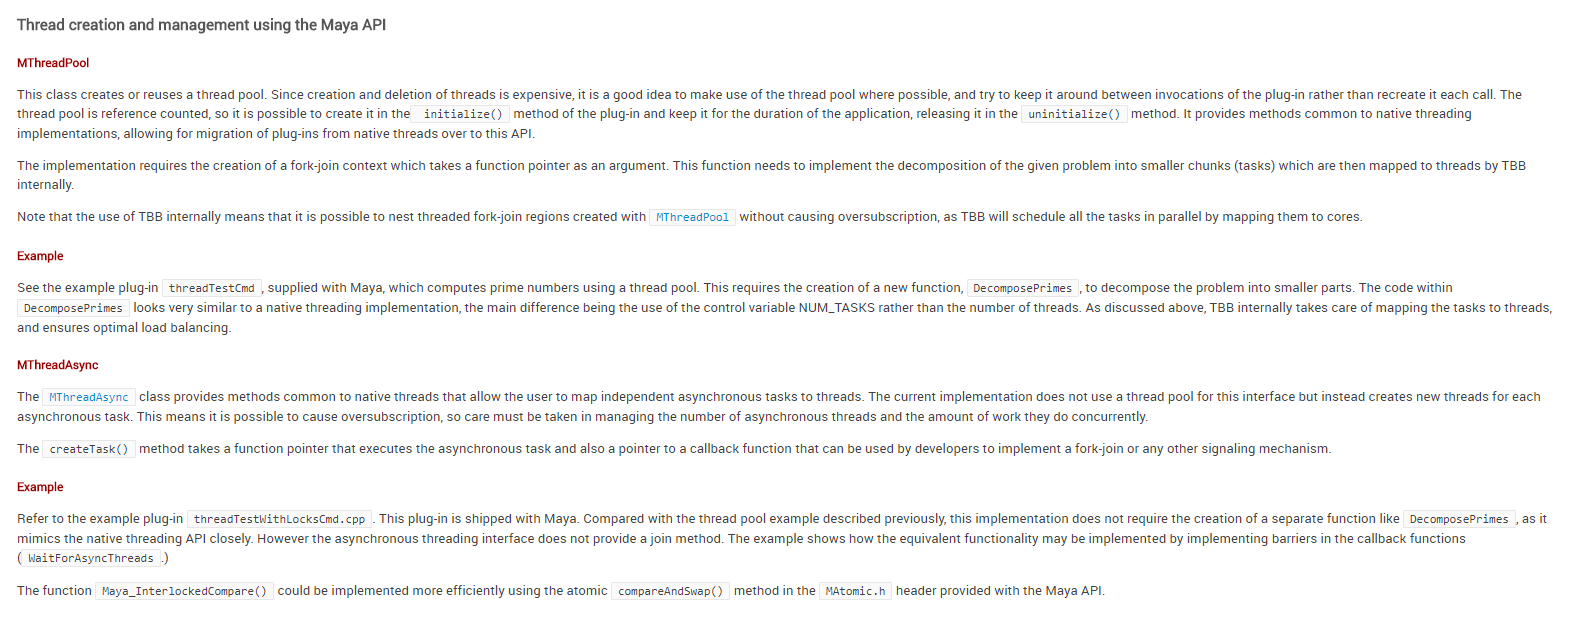 Thread creation and management using the Maya API
MThreadPool
This class creates or reuses a thread pool. Since creation and deletion of threads is expensive, it is a good idea to make use of the thread pool where possible, and try to keep it around between invocations of the plug-in rather than recreate it each call. The
thread pool is reference counted, so it is possible to create it in the initialize() method of the plug-in and keep it for the duration of the application, releasing it in the uninitialize() method. It provides methods common to native threading
implementations, allowing for migration of plug-ins from native threads over to this API.
The implementation requires the creation of a fork-join context which takes a function pointer as an argument. This function needs to implement the decomposition of the given problem into smaller chunks (tasks) which are then mapped to threads by TBB
internally.
Note that the use of TBB internally means that it is possible to nest threaded fork-join regions created with MThreadPool without causing oversubscription, as TBB will schedule all the tasks in parallel by mapping them to cores.
Example
See the example plug-in threadTestCmd , supplied with Maya, which computes prime numbers using a thread pool. This requires the creation of a new function, DecomposePrimes , to decompose the problem into smaller parts. The code within
DecomposePrimes looks very similar to a native threading implementation, the main difference being the use of the control variable NUM_TASKS rather than the number of threads. As discussed above, TBB internally takes care of mapping the tasks to threads,
and ensures optimal load balancing.
MThreadAsync
The MThreadAsync class provides methods common to native threads that allow the user to map independent asynchronous tasks to threads. The current implementation does not use a thread pool for this interface but instead creates new threads for each
asynchronous task. This means it is possible to cause oversubscription, so care must be taken in managing the number of asynchronous threads and the amount of work they do concurrently.
The createTask() method takes a function pointer that executes the asynchronous task and also a pointer to a callback function that can be used by developers to implement a fork-join or any other signaling mechanism.
Example
Refer to the example plug-in threadTestWithLocksCmd.cpp . This plug-in is shipped with Maya. Compared with the thread pool example described previously, this implementation does not require the creation of a separate function like DecomposePrimes , as it
mimics the native threading API closely. However the asynchronous threading interface does not provide a join method. The example shows how the equivalent functionality may be implemented by implementing barriers in the callback functions
( WaitForAsyncThreads .)
The function Maya_InterlockedCompare() could be implemented more efficiently using the atomic compareAndSwap() method in the MAtomic.h header provided with the Maya API.